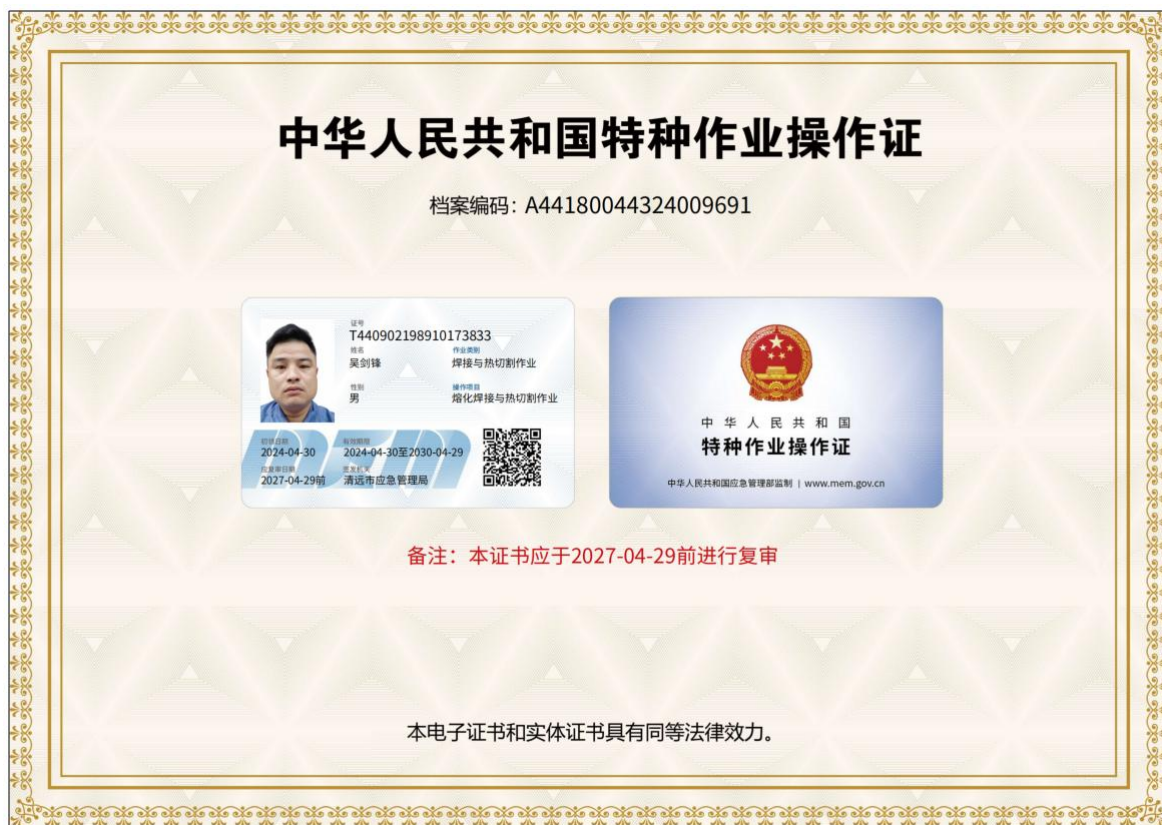 中华人民共和国特种作业操作证
档案编码：A44180044324009691
证号
T440902198910173833
姓名
吴剑锋
作业类别
焊接与热切割作业
性别
男
操作项目
熔化焊接与热切割作业
初领日期
2024-04-30
有效期限
2024-04-30至2030-04-29
应复审日期
2027-04-29前
签发机关
清远市应急管理局
中华人民共和国
特种作业操作证
中华人民共和国应急管理部监制 | www.mem.gov.cn
备注：本证书应于2027-04-29前进行复审
本电子证书和实体证书具有同等法律效力。